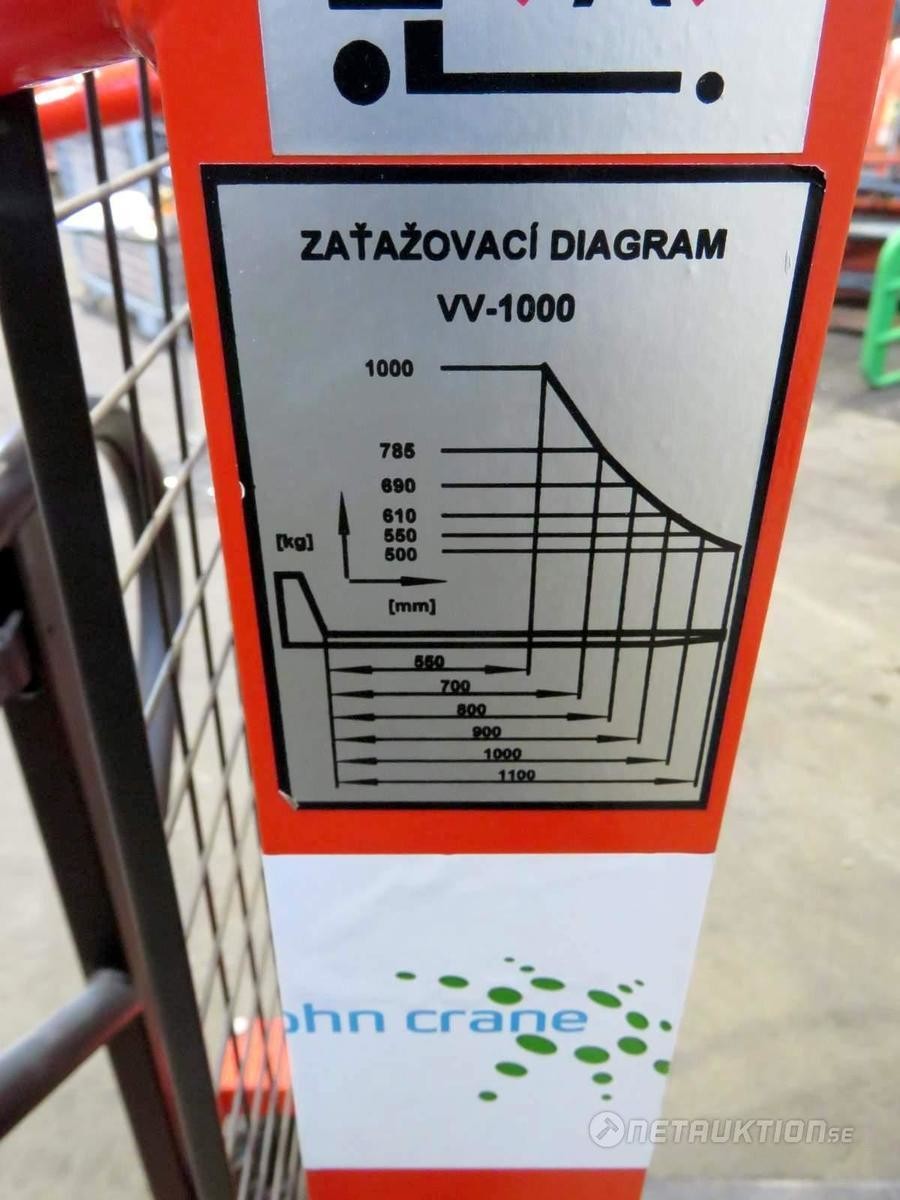 ZAŤAŽOVACÍ DIAGRAM
VV-1000
1000
785
690
610
550
500
[kg]
[mm]
550
700
800
900
1000
1100
ohn crane
NETAUKTION.SE